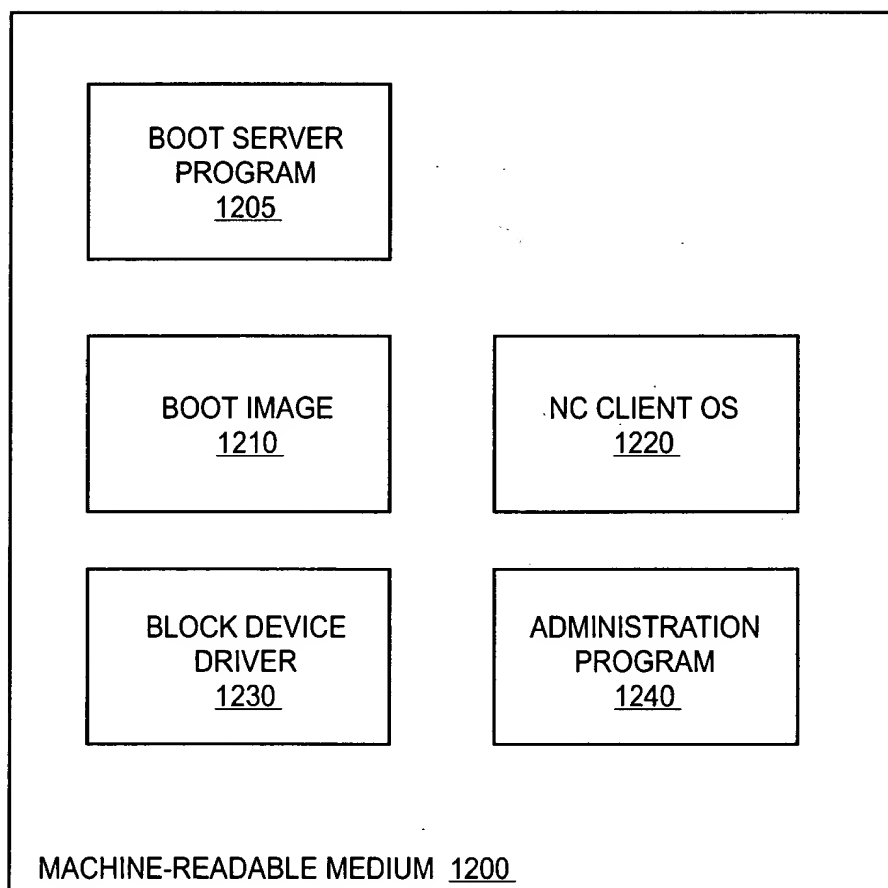 BOOT SERVER
PROGRAM
1205
BOOT IMAGE
1210
NC CLIENT OS
1220
BLOCK DEVICE
DRIVER
1230
ADMINISTRATION
PROGRAM
1240
MACHINE-READABLE MEDIUM 1200